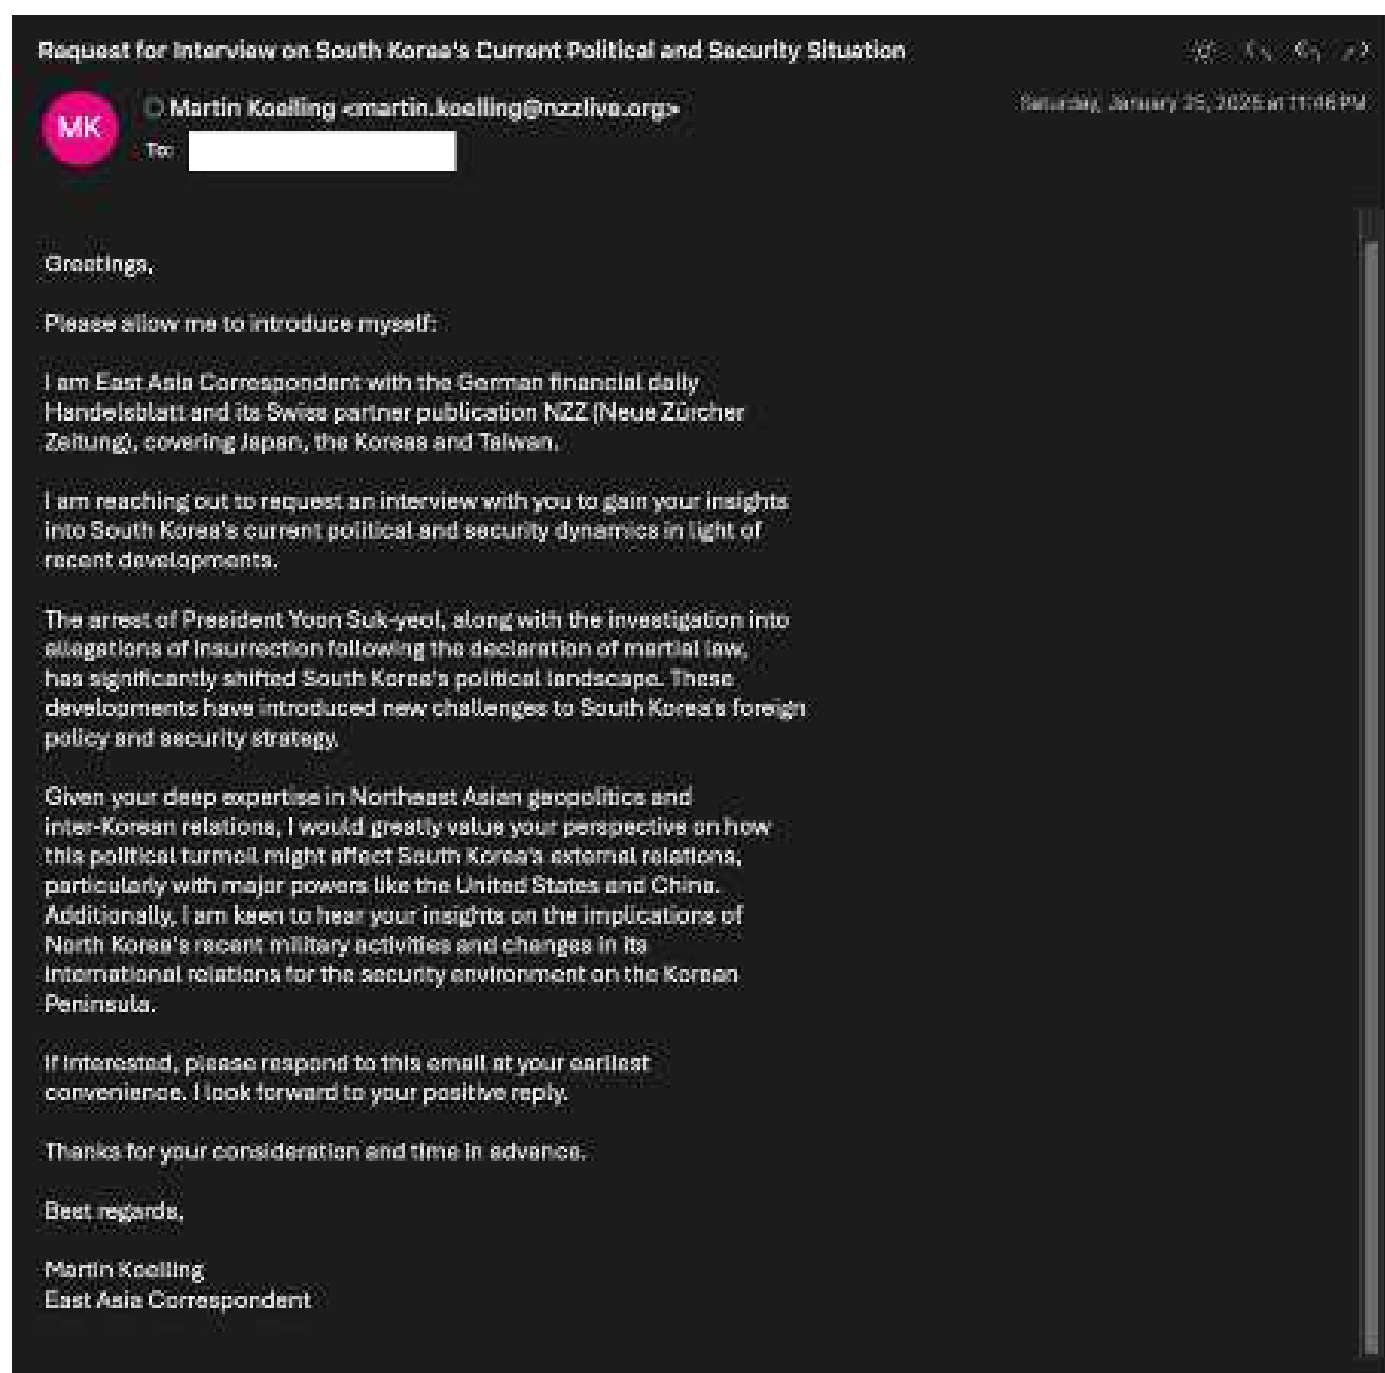 Request for Interview on South Korea's Current Political and Security Situation
MK
Martin Koelling <martin.koelling@nzzlive.org>
Saturday, January 25, 2025 at 11:46 PM
To:
Greetings,
Please allow me to introduce myself:
I am East Asia Correspondent with the German financial daily
Handelsblatt and its Swiss partner publication NZZ (Neue Zürcher
Zeitung), covering Japan, the Koreas and Taiwan.
I am reaching out to request an interview with you to gain your insights
into South Korea's current political and security dynamics in light of
recent developments.
The arrest of President Yoon Suk-yeol, along with the investigation into
allegations of insurrection following the declaration of martial law,
has significantly shifted South Korea's political landscape. These
developments have introduced new challenges to South Korea's foreign
policy and security strategy.
Given your deep expertise in Northeast Asian geopolitics and
inter-Korean relations, I would greatly value your perspective on how
this political turmoil might affect South Korea's external relations,
particularly with major powers like the United States and China.
Additionally, I am keen to hear your insights on the implications of
North Korea's recent military activities and changes in its
international relations for the security environment on the Korean
Peninsula.
If interested, please respond to this email at your earliest
convenience. I look forward to your positive reply.
Thanks for your consideration and time in advance.
Best regards,
Martin Koelling
East Asia Correspondent